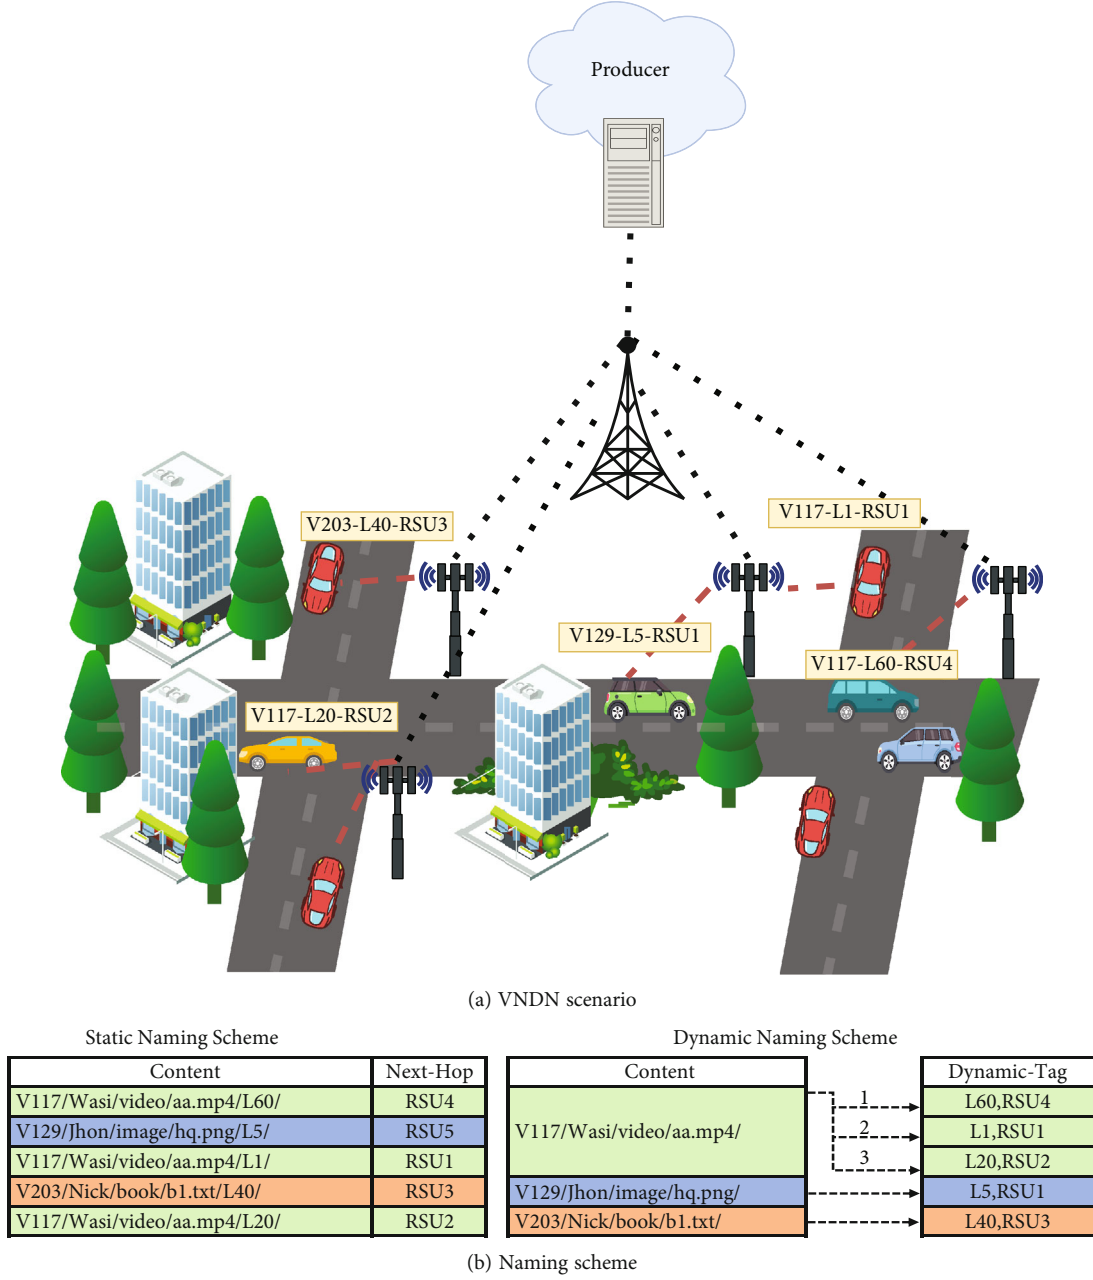 Producer
V203-L40-RSU3
V117-L1-RSU1
V129-L5-RSU1
V117-L60-RSU4
V117-L20-RSU2
(a) VNDN scenario
Static Naming Scheme
Content Next-Hop
V117/Wasi/video/aa.mp4/L60/ RSU4
V129/Jhon/image/hq.png/L5/ RSU5
V117/Wasi/video/aa.mp4/L1/ RSU1
V203/Nick/book/b1.txt/L40/ RSU3
V117/Wasi/video/aa.mp4/L20/ RSU2
Dynamic Naming Scheme
Content Dynamic-Tag
1 L60,RSU4
V117/Wasi/video/aa.mp4/ 2 L1,RSU1
3 L20,RSU2
V129/Jhon/image/hq.png/ L5,RSU1
V203/Nick/book/b1.txt/ L40,RSU3
(b) Naming scheme